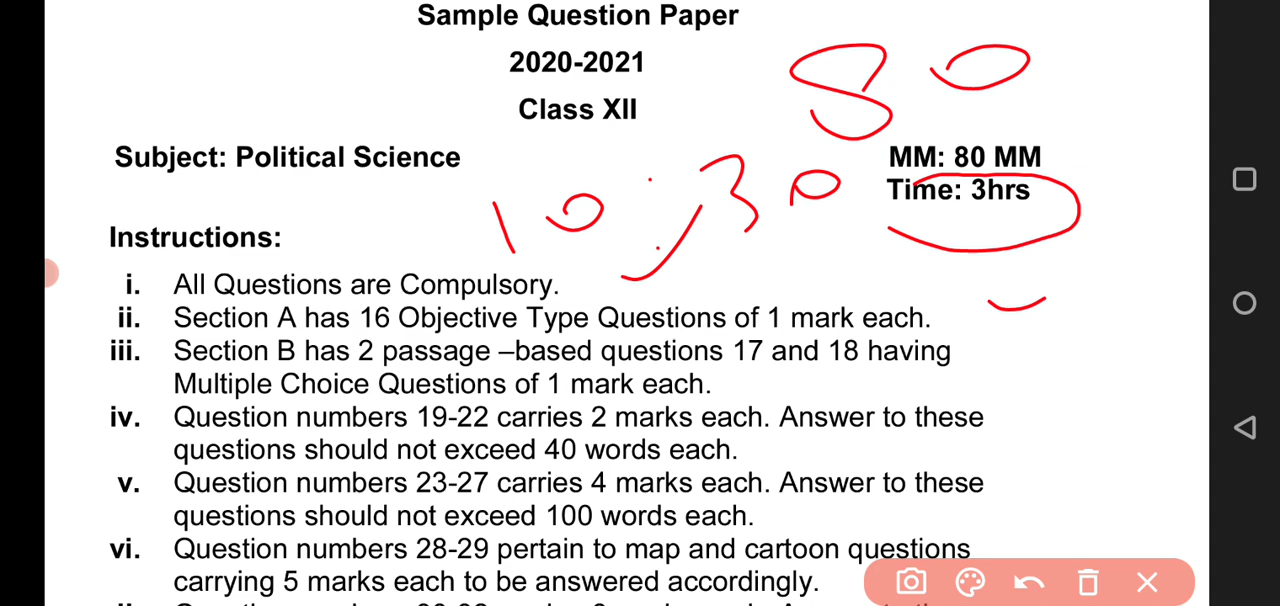 Sample Question Paper
2020-2021
80
Class XII
Subject: Political Science MM: 80 MM
10:30 Time: 3hrs
Instructions:
i. All Questions are Compulsory.
ii. Section A has 16 Objective Type Questions of 1 mark each.
iii. Section B has 2 passage –based questions 17 and 18 having
Multiple Choice Questions of 1 mark each.
iv. Question numbers 19-22 carries 2 marks each. Answer to these
questions should not exceed 40 words each.
v. Question numbers 23-27 carries 4 marks each. Answer to these
questions should not exceed 100 words each.
vi. Question numbers 28-29 pertain to map and cartoon questions
carrying 5 marks each to be answered accordingly.